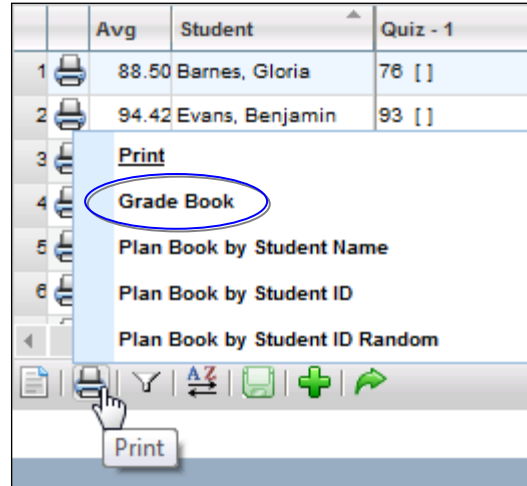 Avg Student Quiz - 1
1 88.50 Barnes, Gloria 76 [ ]
2 94.42 Evans, Benjamin 93 [ ]
3 Print
4 Grade Book
5 Plan Book by Student Name
6 Plan Book by Student ID
Plan Book by Student ID Random
A Z
Print